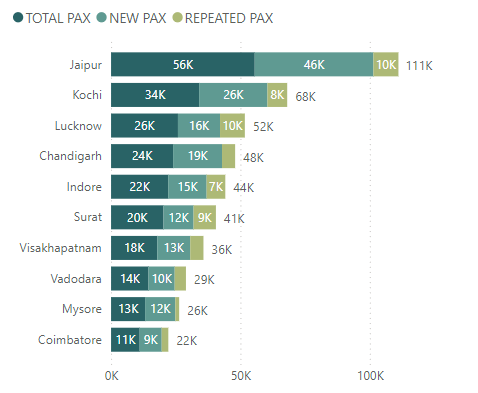 TOTAL PAX NEW PAX REPEATED PAX
Jaipur 56K 46K 10K 111K
Kochi 34K 26K 8K 68K
Lucknow 26K 16K 10K 52K
Chandigarh 24K 19K 48K
Indore 22K 15K 7K 44K
Surat 20K 12K 9K 41K
Visakhapatnam 18K 13K 36K
Vadodara 14K 10K 29K
Mysore 13K 12K 26K
Coimbatore 11K 9K 22K
0K 50K 100K